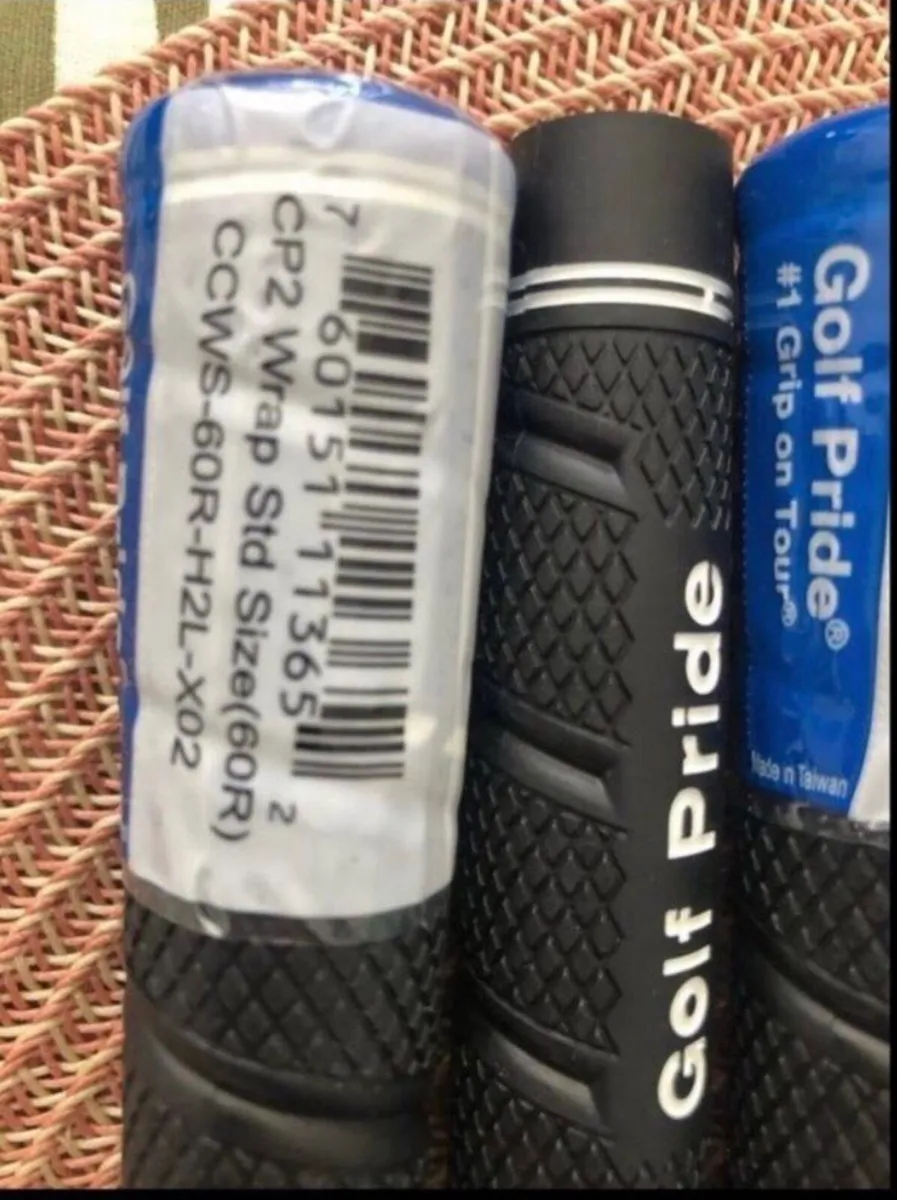 7 60151 11365 2
CP2 Wrap Std Size(60R)
CCWS-60R-H2L-X02
Golf Pride
Golf Pride®
#1 Grip on Tour®
Made in Taiwan